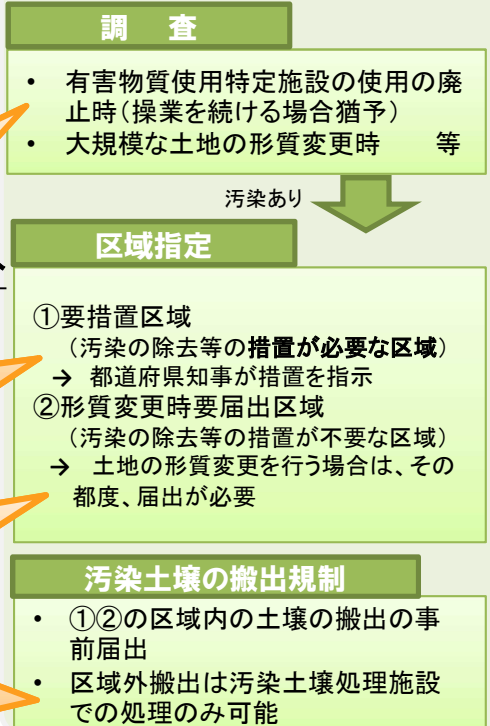 調　査
• 有害物質使用特定施設の使用の廃
止時(操業を続ける場合猶予)
• 大規模な土地の形質変更時　等
汚染あり
区域指定
①要措置区域
(汚染の除去等の措置が必要な区域)
→ 都道府県知事が措置を指示
②形質変更時要届出区域
(汚染の除去等の措置が不要な区域)
→ 土地の形質変更を行う場合は、その
都度、届出が必要
汚染土壌の搬出規制
• ①②の区域内の土壌の搬出の事
前届出
• 区域外搬出は汚染土壌処理施設
での処理のみ可能